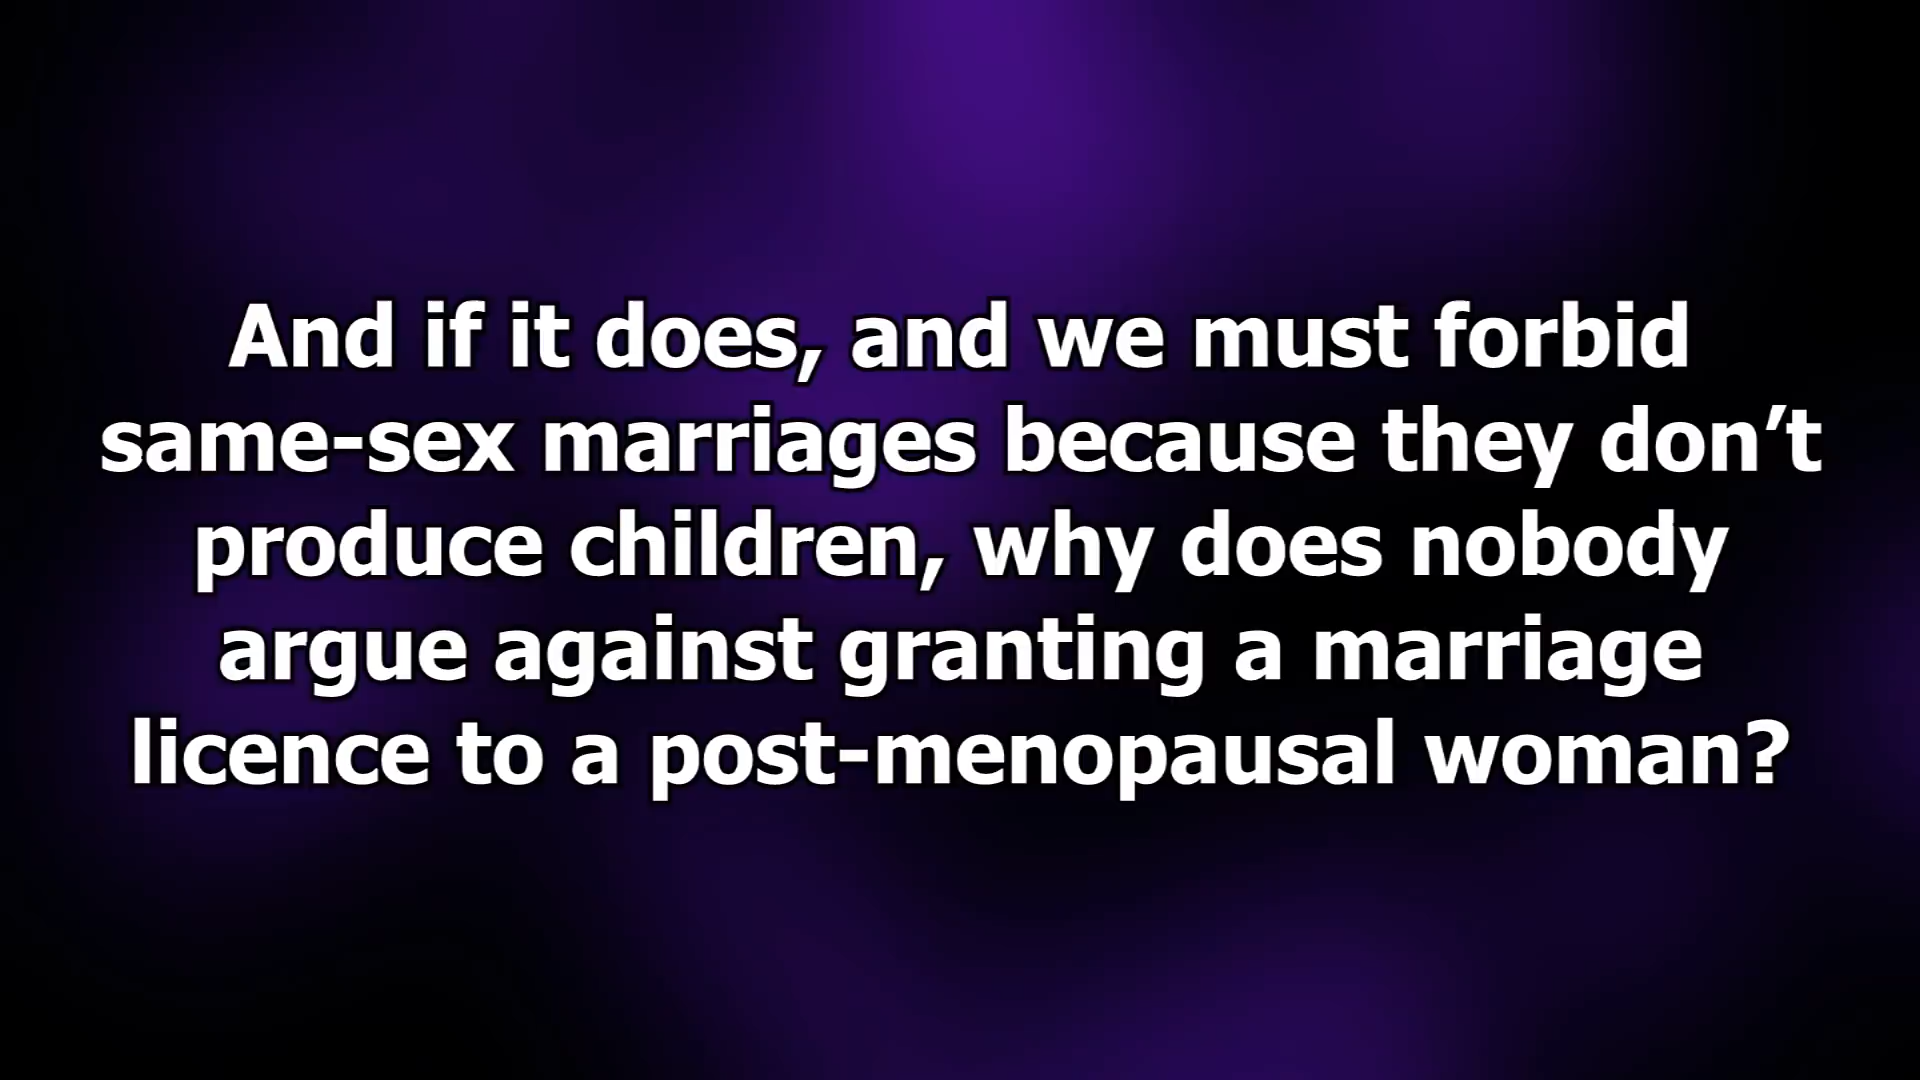 And if it does, and we must forbid
same-sex marriages because they don’t
produce children, why does nobody
argue against granting a marriage
licence to a post-menopausal woman?